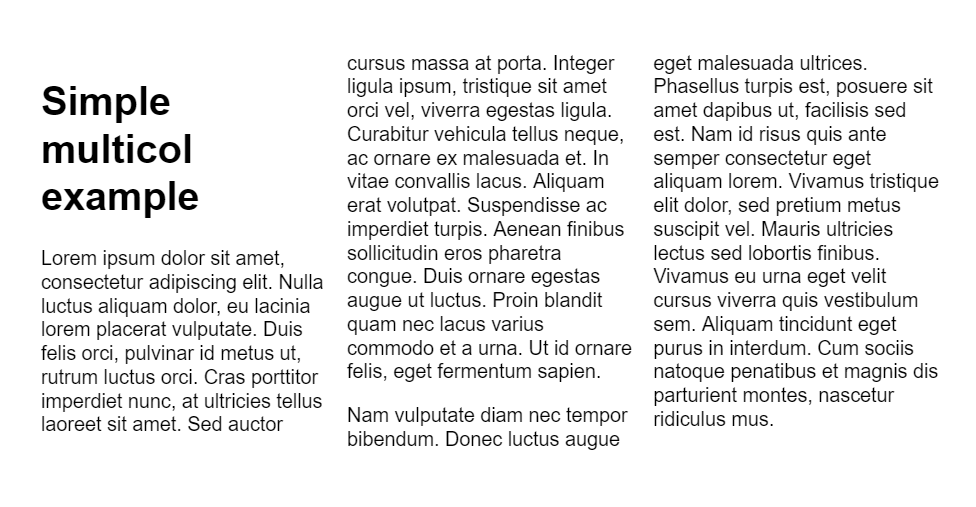 Simple
multicol
example
Lorem ipsum dolor sit amet,
consectetur adipiscing elit. Nulla
luctus aliquam dolor, eu lacinia
lorem placerat vulputate. Duis
felis orci, pulvinar id metus ut,
rutrum luctus orci. Cras porttitor
imperdiet nunc, at ultricies tellus
laoreet sit amet. Sed auctor
cursus massa at porta. Integer
ligula ipsum, tristique sit amet
orci vel, viverra egestas ligula.
Curabitur vehicula tellus neque,
ac ornare ex malesuada et. In
vitae convallis lacus. Aliquam
erat volutpat. Suspendisse ac
imperdiet turpis. Aenean finibus
sollicitudin eros pharetra
congue. Duis ornare egestas
augue ut luctus. Proin blandit
quam nec lacus varius
commodo et a urna. Ut id ornare
felis, eget fermentum sapien.
Nam vulputate diam nec tempor
bibendum. Donec luctus augue
eget malesuada ultrices.
Phasellus turpis est, posuere sit
amet dapibus ut, facilisis sed
est. Nam id risus quis ante
semper consectetur eget
aliquam lorem. Vivamus tristique
elit dolor, sed pretium metus
suscipit vel. Mauris ultricies
lectus sed lobortis finibus.
Vivamus eu urna eget velit
cursus viverra quis vestibulum
sem. Aliquam tincidunt eget
purus in interdum. Cum sociis
natoque penatibus et magnis dis
parturient montes, nascetur
ridiculus mus.